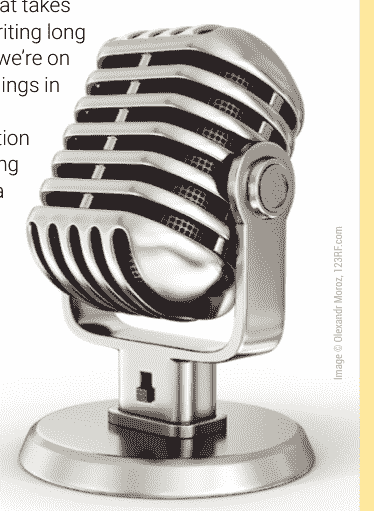 at takes
riting long
we're on
ings in
tion
ng
a
Image © Olexandr Moroz, 123RF.com